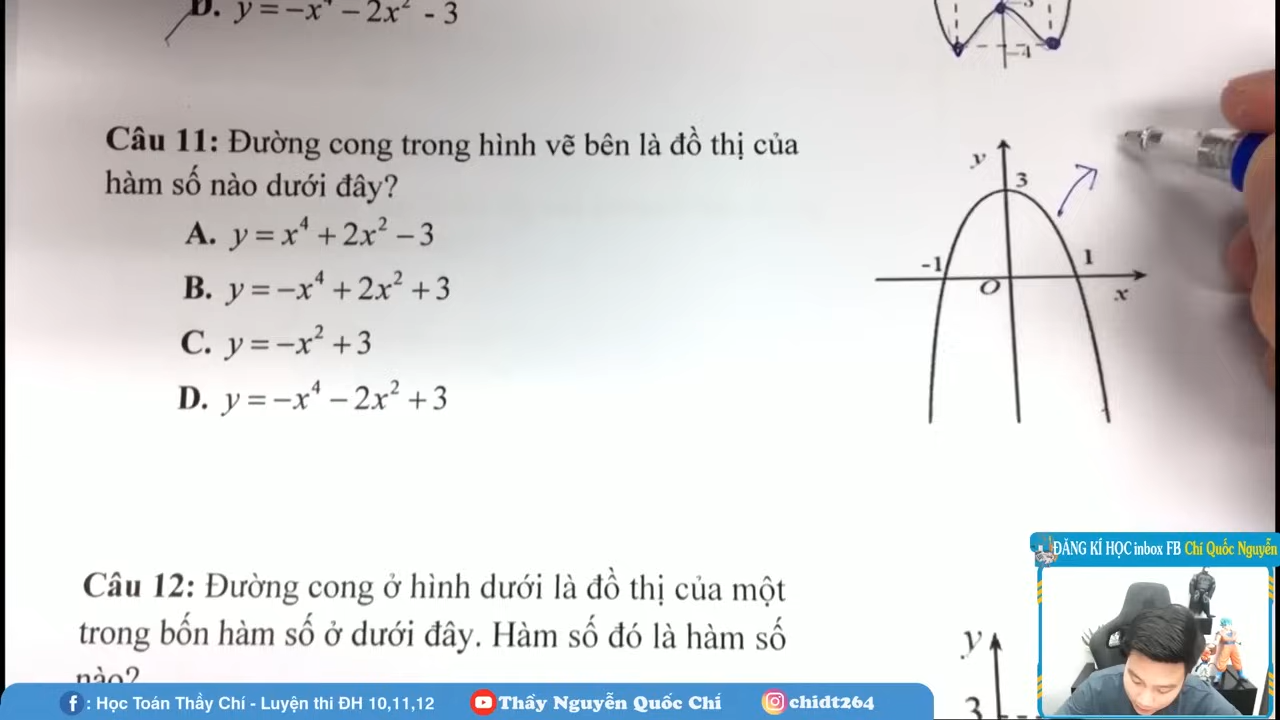 D. y = −x⁴ − 2x² - 3
-3
-4
Câu 11: Đường cong trong hình vẽ bên là đồ thị của
hàm số nào dưới đây?
A. y = x⁴ + 2x² − 3
B. y = −x⁴ + 2x² + 3
C. y = −x² + 3
D. y = −x⁴ − 2x² + 3
y
3
-1
1
O
x
Câu 12: Đường cong ở hình dưới là đồ thị của một
trong bốn hàm số ở dưới đây. Hàm số đó là hàm số
nào?
y
3
ĐĂNG KÍ HỌC inbox FB Chí Quốc Nguyễn
: Học Toán Thầy Chí - Luyện thi ĐH 10,11,12
Thầy Nguyễn Quốc Chí
chidt264